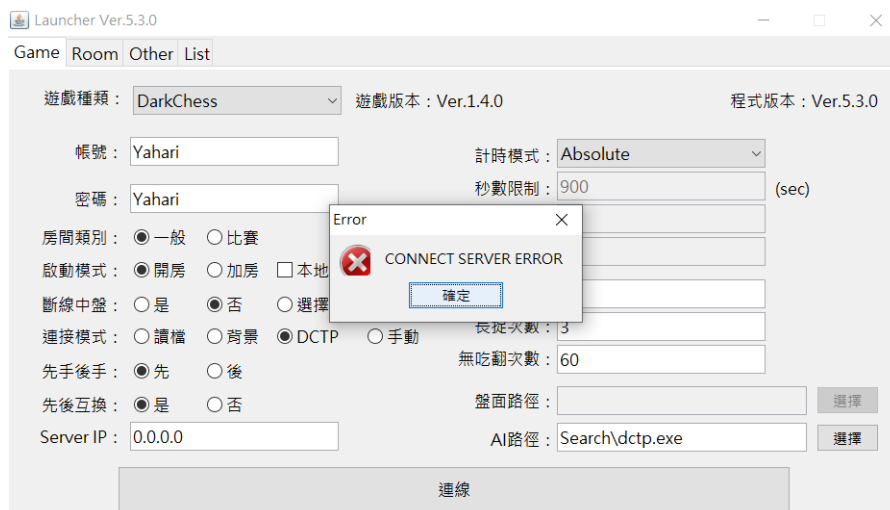 Launcher Ver.5.3.0
Game Room Other List
遊戲種類： DarkChess 遊戲版本：Ver.1.4.0 程式版本：Ver.5.3.0
帳號： Yahari 計時模式： Absolute
密碼： Yahari 秒數限制： 900 (sec)
Error
CONNECT SERVER ERROR
確定
房間類別： 一般 比賽
啟動模式： 開房 加房 本地
斷線中盤： 是 否 選擇
連接模式： 讀檔 背景 DCTP 手動 長捉次數： 3
先手後手： 先 後 無吃翻次數： 60
先後互換： 是 否 盤面路徑： 選擇
Server IP： 0.0.0.0 AI路徑： Search\dctp.exe 選擇
連線